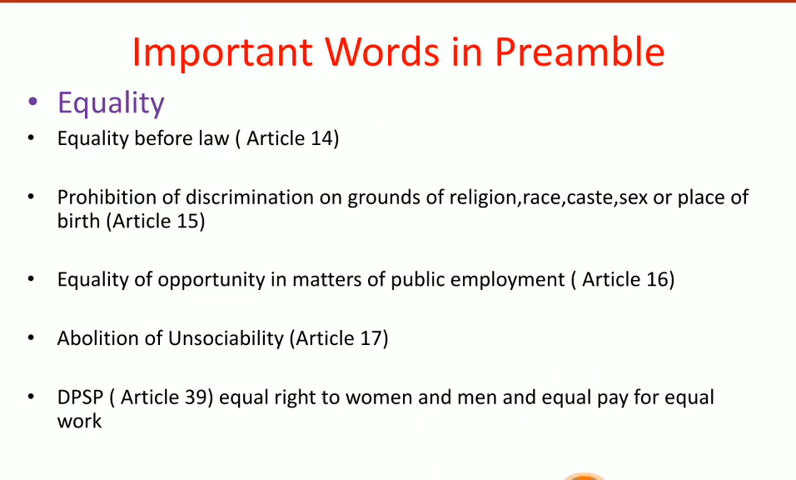 Important Words in Preamble
• Equality
• Equality before law ( Article 14)
• Prohibition of discrimination on grounds of religion,race,caste,sex or place of
birth (Article 15)
• Equality of opportunity in matters of public employment ( Article 16)
• Abolition of Unsociability (Article 17)
• DPSP ( Article 39) equal right to women and men and equal pay for equal
work